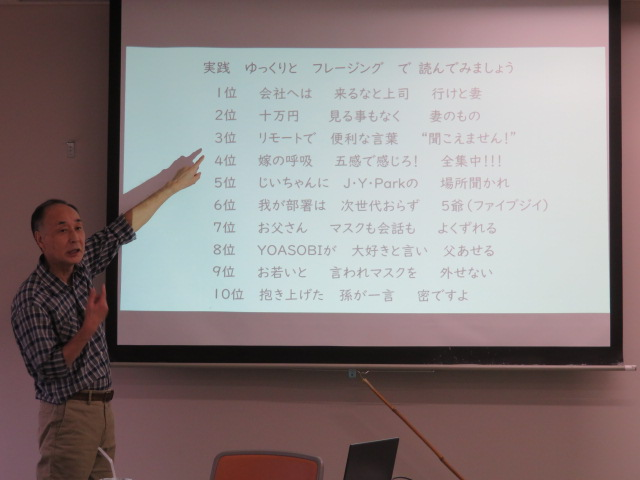 実践 ゆっくりと フレージング で 読んでみましょう
1位 会社へは 来るなと上司 行けと妻
2位 十万円 見る事もなく 妻のもの
3位 リモートで 便利な言葉 “聞こえません!”
4位 嫁の呼吸 五感で感じろ! 全集中!!!
5位 じいちゃんに J・Y・Parkの 場所聞かれ
6位 我が部署は 次世代おらず 5爺(ファイブジイ)
7位 お父さん マスクも会話も よくずれる
8位 YOASOBIが 大好きと言い 父あせる
9位 お若いと 言われマスクを 外せない
10位 抱き上げた 孫が一言 密ですよ